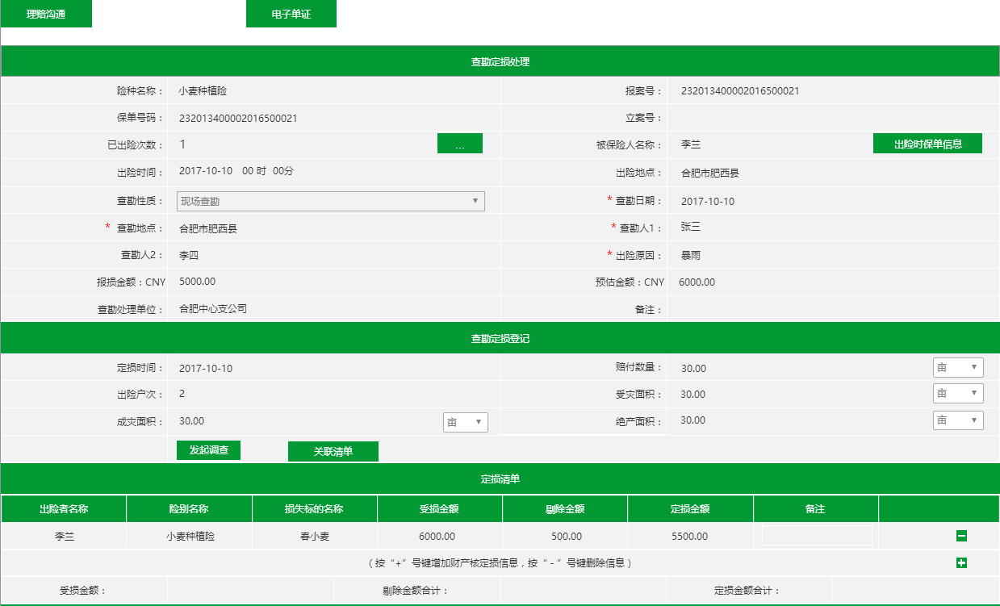 理赔沟通 电子单证
查勘定损处理
险种名称： 小麦种植险 报案号： 232013400002016500021
保单号码： 232013400002016500021 立案号：
已出险次数： 1 ... 被保险人名称： 李兰 出险时保单信息
出险时间： 2017-10-10 00 时 00分 出险地点： 合肥市肥西县
查勘性质： 现场查勘 * 查勘日期： 2017-10-10
* 查勘地点： 合肥市肥西县 * 查勘人1： 张三
查勘人2： 李四 * 出险原因： 暴雨
报损金额：CNY 5000.00 预估金额：CNY 6000.00
查勘处理单位： 合肥中心支公司 备注：
查勘定损登记
定损时间： 2017-10-10 赔付数量： 30.00 亩
出险户次： 2 受灾面积： 30.00 亩
成灾面积： 30.00 亩 绝产面积： 30.00 亩
发起调查 关联清单
定损清单
出险者名称 险别名称 损失标的名称 受损金额 剔除金额 定损金额 备注
李兰 小麦种植险 春小麦 6000.00 500.00 5500.00
（按“+”号键增加财产核定损信息，按“-”号键删除信息）
受损金额： 剔除金额合计： 定损金额合计：